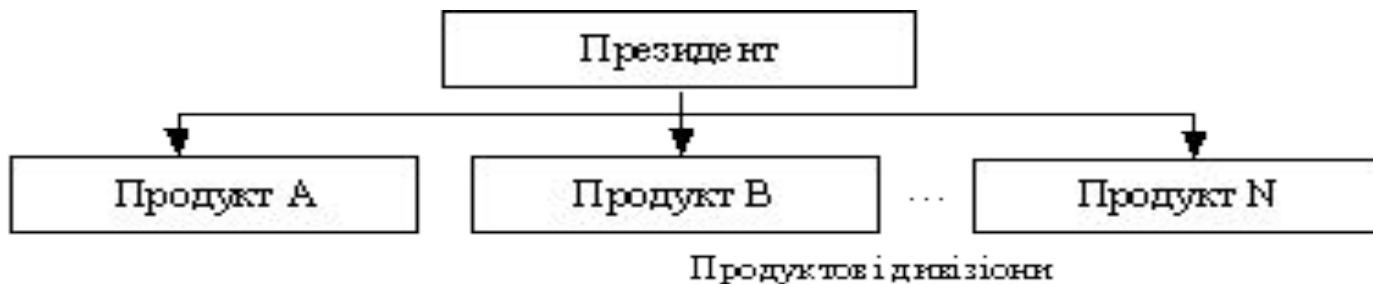 Президент
Продукт А Продукт В ... Продукт N
Продуктові дивізіони